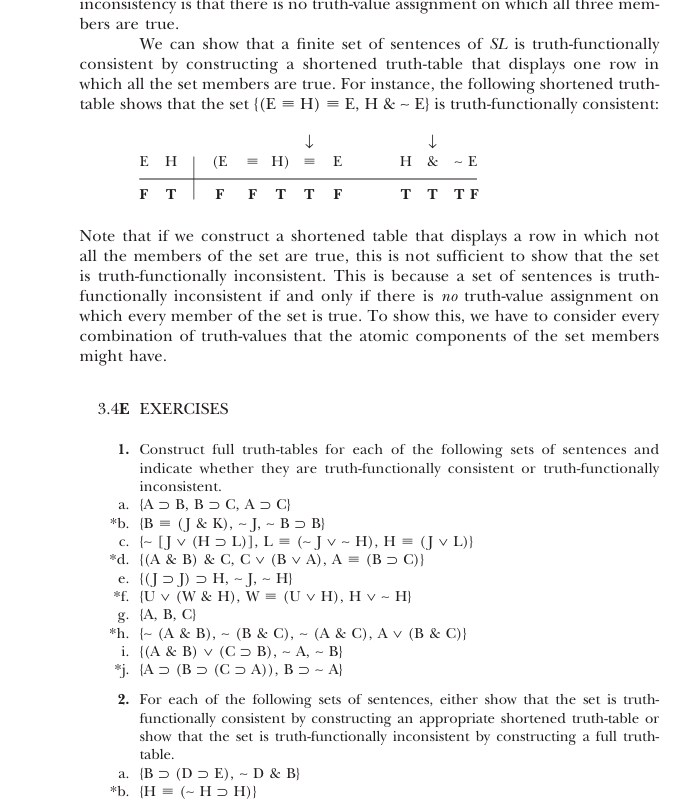 inconsistency is that there is no truth-value assignment on which all three mem-
bers are true.
We can show that a finite set of sentences of SL is truth-functionally
consistent by constructing a shortened truth-table that displays one row in
which all the set members are true. For instance, the following shortened truth-
table shows that the set {(E ≡ H) ≡ E, H & ~ E} is truth-functionally consistent:
↓ ↓
E H | (E ≡ H) ≡ E H & ~ E
F T | F F T T F T T T F
Note that if we construct a shortened table that displays a row in which not
all the members of the set are true, this is not sufficient to show that the set
is truth-functionally inconsistent. This is because a set of sentences is truth-
functionally inconsistent if and only if there is no truth-value assignment on
which every member of the set is true. To show this, we have to consider every
combination of truth-values that the atomic components of the set members
might have.
3.4E EXERCISES
1. Construct full truth-tables for each of the following sets of sentences and
indicate whether they are truth-functionally consistent or truth-functionally
inconsistent.
a. {A ⊃ B, B ⊃ C, A ⊃ C}
*b. {B ≡ (J & K), ~ J, ~ B ⊃ B}
c. {~ [J ∨ (H ⊃ L)], L ≡ (~ J ∨ ~ H), H ≡ (J ∨ L)}
*d. {(A & B) & C, C ∨ (B ∨ A), A ≡ (B ⊃ C)}
e. {(J ⊃ J) ⊃ H, ~ J, ~ H}
*f. {U ∨ (W & H), W ≡ (U ∨ H), H ∨ ~ H}
g. {A, B, C}
*h. {~ (A & B), ~ (B & C), ~ (A & C), A ∨ (B & C)}
i. {(A & B) ∨ (C ⊃ B), ~ A, ~ B}
*j. {A ⊃ (B ⊃ (C ⊃ A)), B ⊃ ~ A}
2. For each of the following sets of sentences, either show that the set is truth-
functionally consistent by constructing an appropriate shortened truth-table or
show that the set is truth-functionally inconsistent by constructing a full truth-
table.
a. {B ⊃ (D ⊃ E), ~ D & B}
*b. {H ≡ (~ H ⊃ H)}